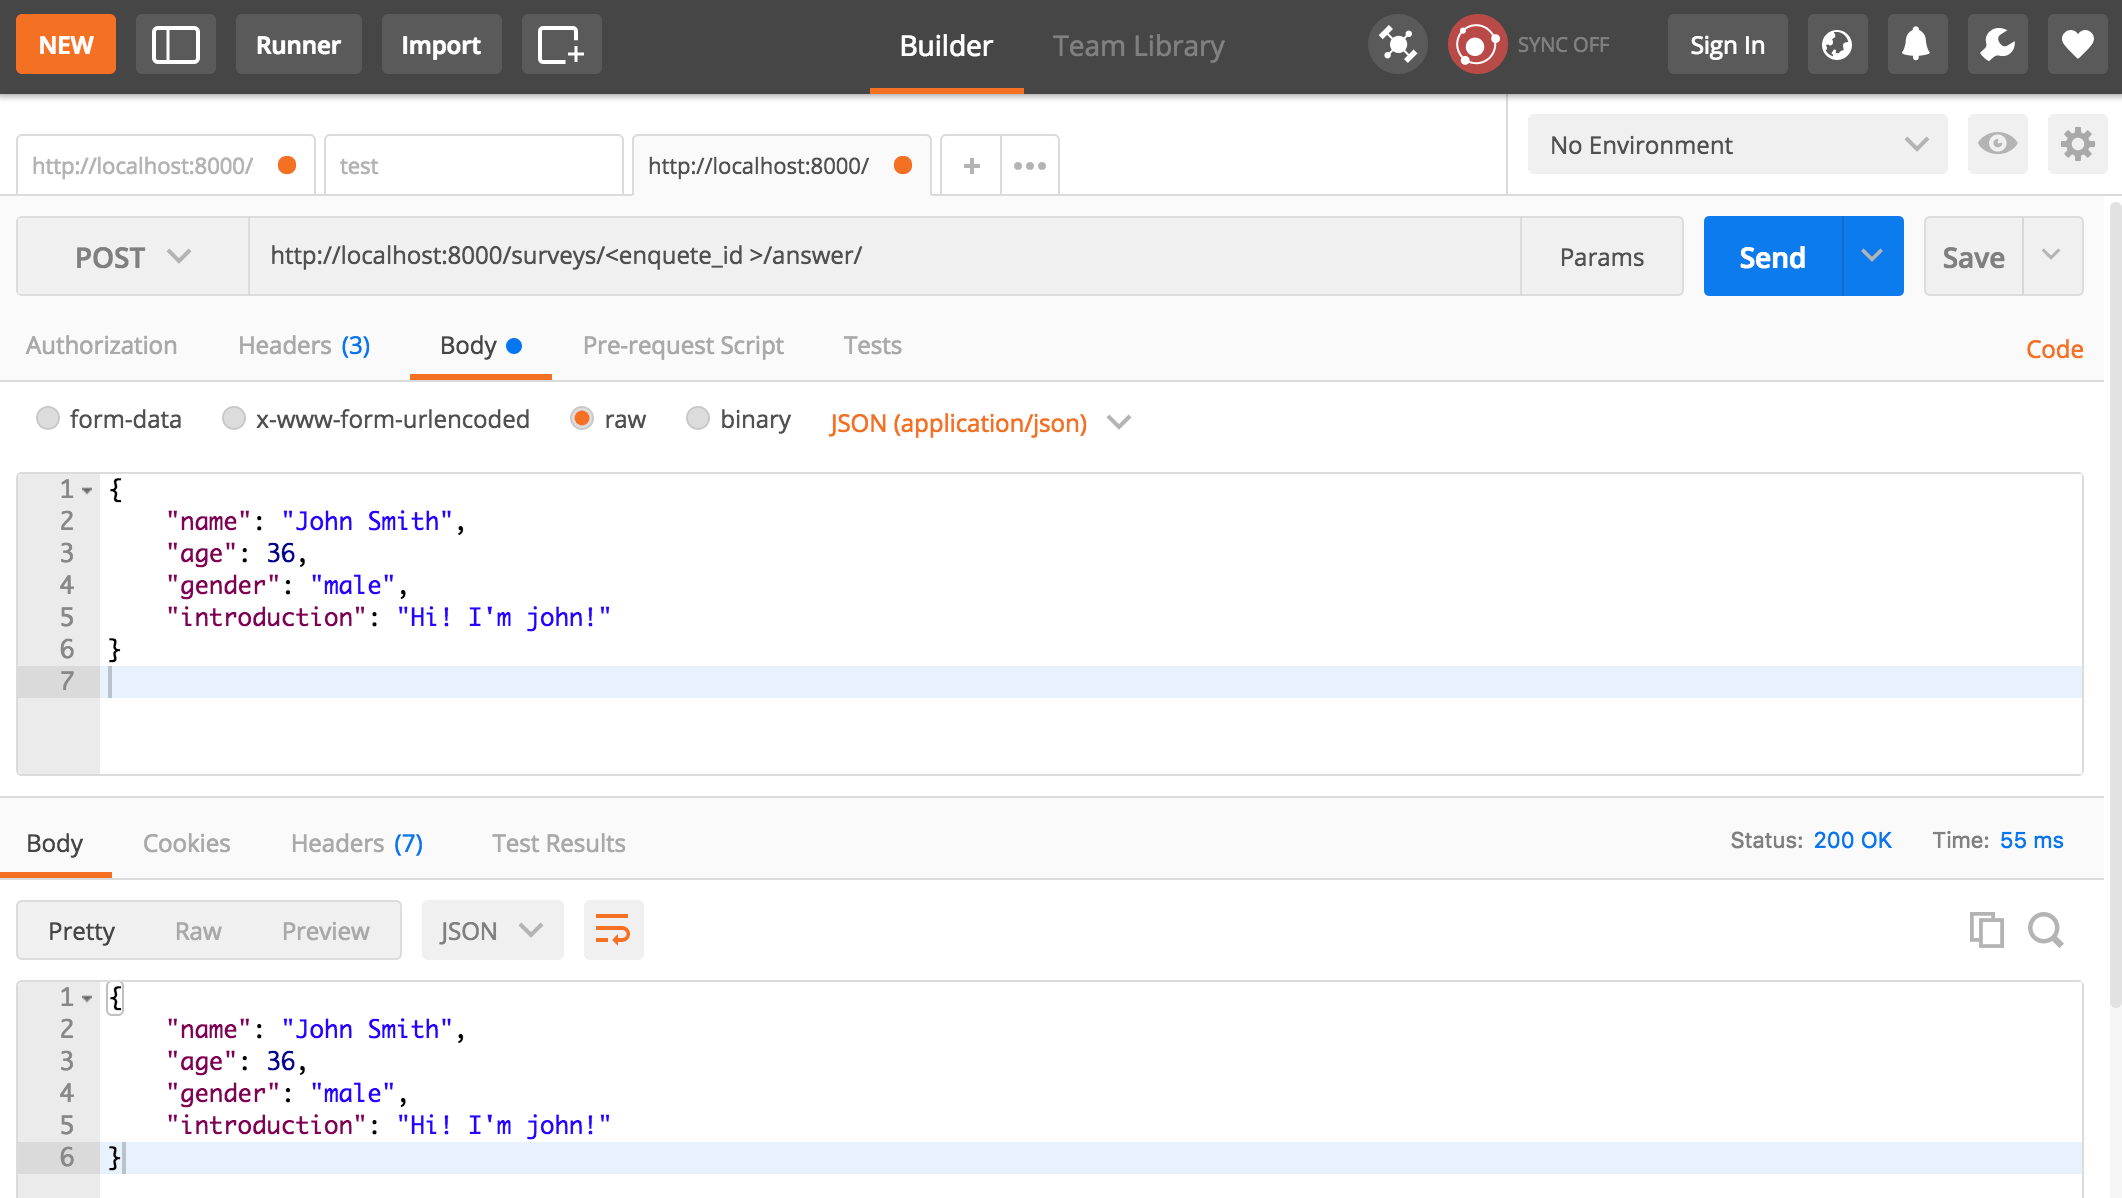 NEW Runner Import Builder Team Library SYNC OFF Sign In
http://localhost:8000/ test http://localhost:8000/ + No Environment
POST http://localhost:8000/surveys/<enquete_id >/answer/ Params Send Save
Authorization Headers (3) Body Pre-request Script Tests Code
form-data x-www-form-urlencoded raw binary JSON (application/json)
1 {
2 "name": "John Smith",
3 "age": 36,
4 "gender": "male",
5 "introduction": "Hi! I'm john!"
6 }
7
Body Cookies Headers (7) Test Results Status: 200 OK Time: 55 ms
Pretty Raw Preview JSON
1 {
2 "name": "John Smith",
3 "age": 36,
4 "gender": "male",
5 "introduction": "Hi! I'm john!"
6 }